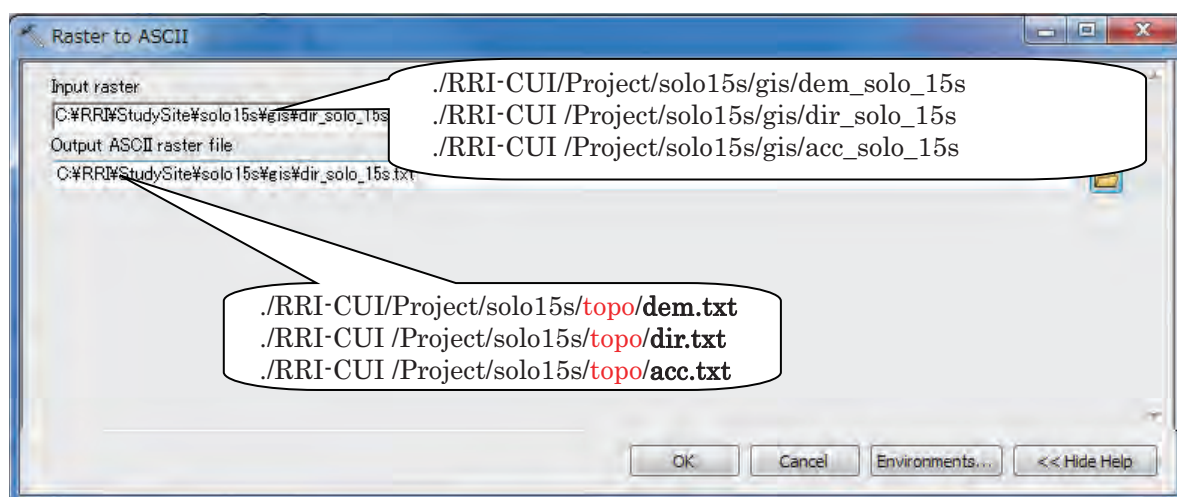 Raster to ASCII
Input raster
C:¥RRI¥StudySite¥solo15s¥gis¥dir_solo_15s
./RRI-CUI/Project/solo15s/gis/dem_solo_15s
./RRI-CUI /Project/solo15s/gis/dir_solo_15s
./RRI-CUI /Project/solo15s/gis/acc_solo_15s
Output ASCII raster file
C:¥RRI¥StudySite¥solo15s¥gis¥dir_solo_15s.txt
./RRI-CUI/Project/solo15s/topo/dem.txt
./RRI-CUI /Project/solo15s/topo/dir.txt
./RRI-CUI /Project/solo15s/topo/acc.txt
OK
Cancel
Environments...
<< Hide Help